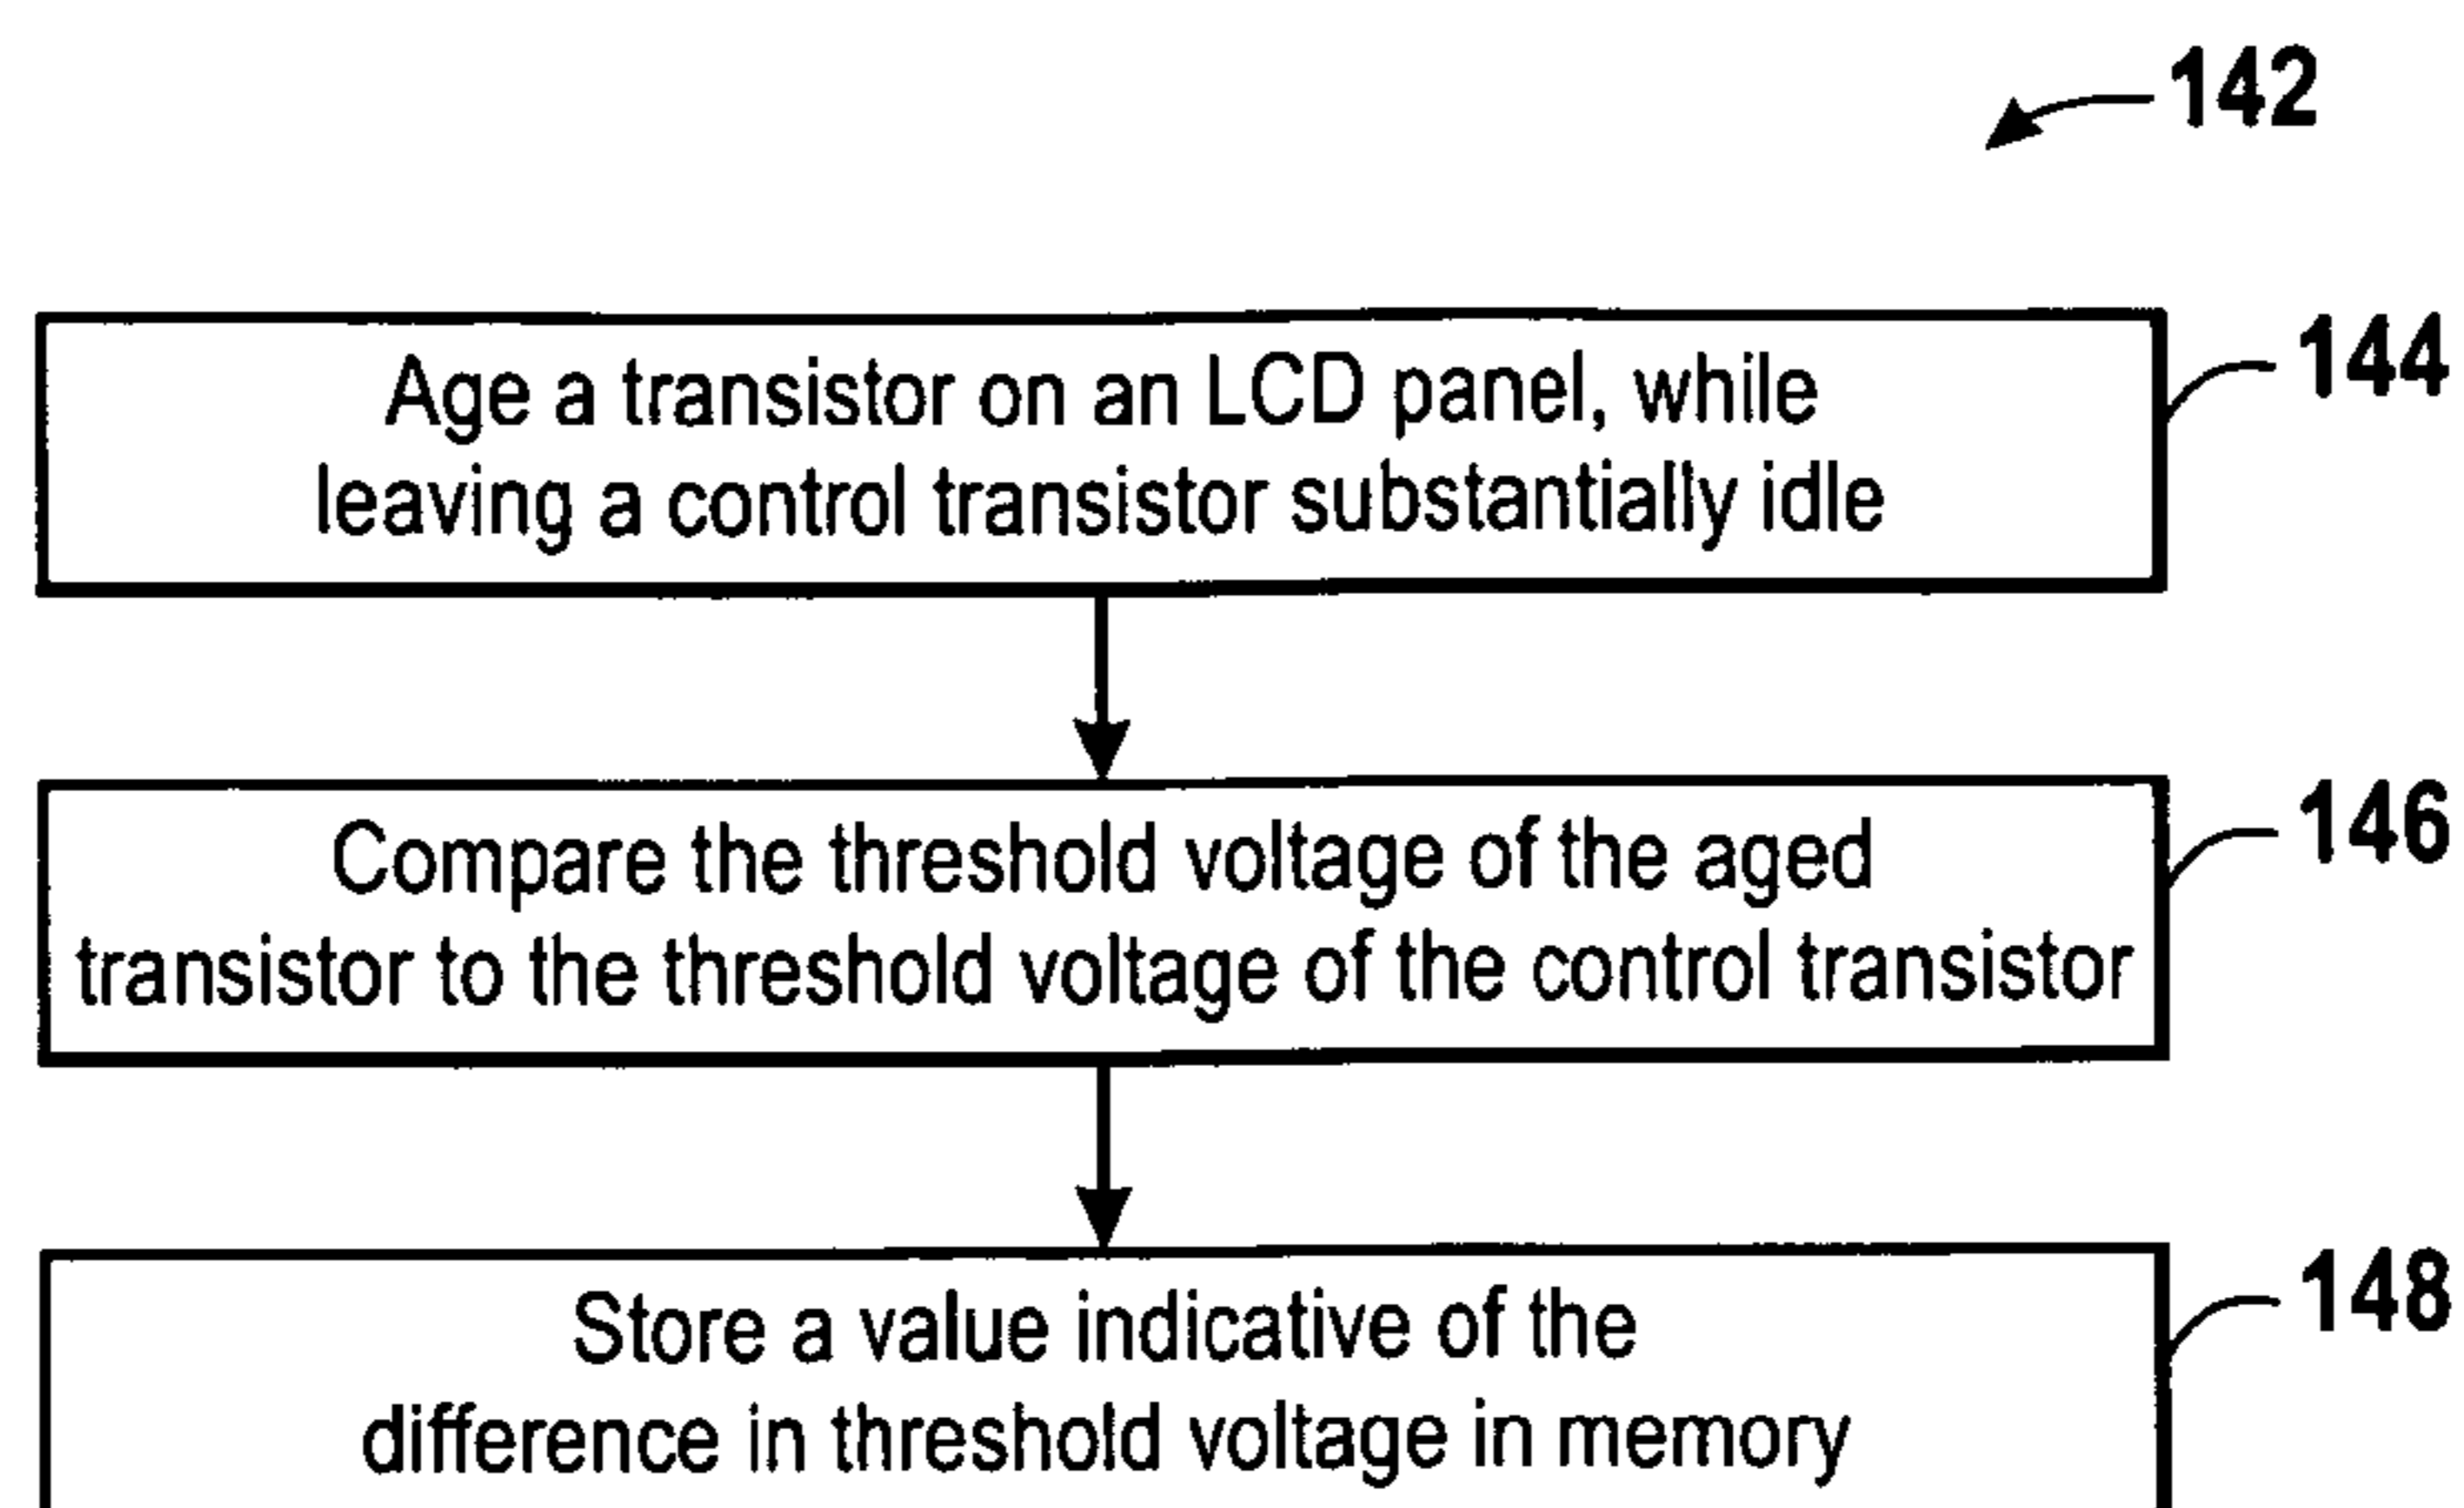 142
Age a transistor on an LCD panel, while
leaving a control transistor substantially idle
144
Compare the threshold voltage of the aged
transistor to the threshold voltage of the control transistor
146
Store a value indicative of the
difference in threshold voltage in memory
148